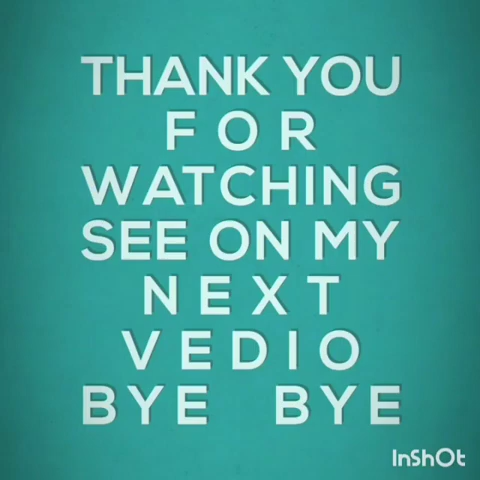 THANK YOU
FOR
WATCHING
SEE ON MY
NEXT
VEDIO
BYE BYE
InShOt